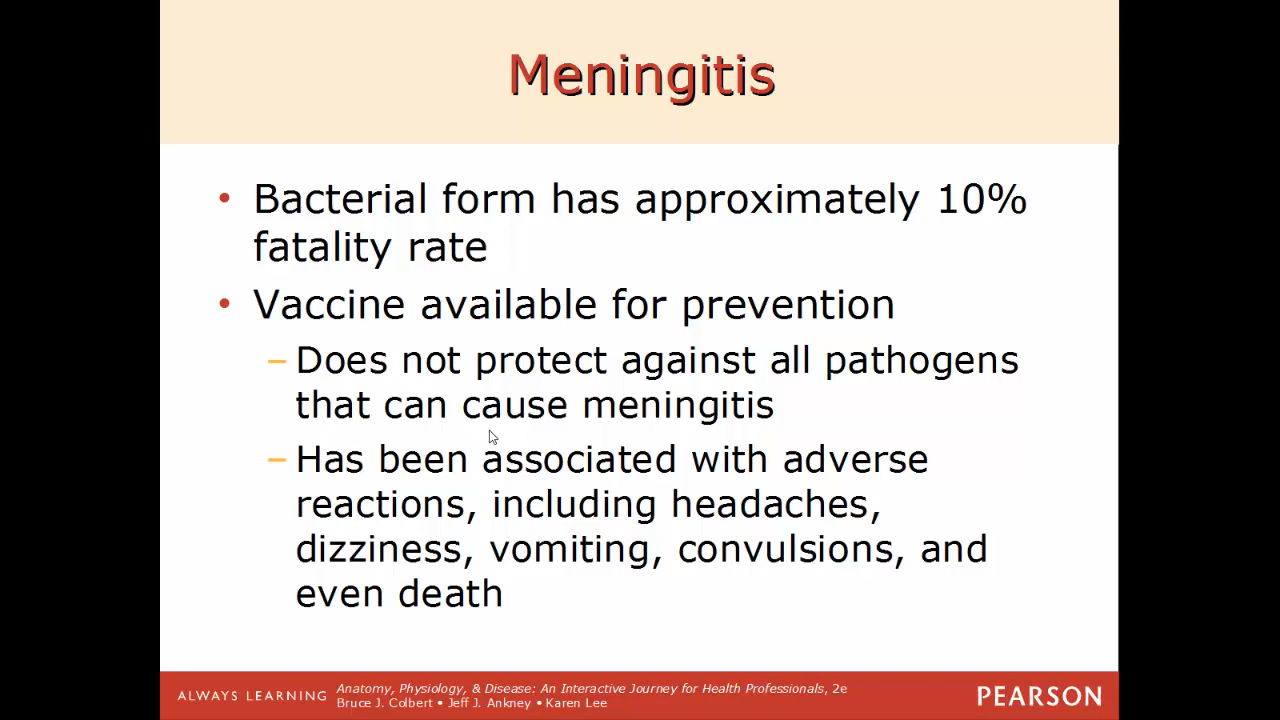 Meningitis
• Bacterial form has approximately 10%
fatality rate
• Vaccine available for prevention
– Does not protect against all pathogens
that can cause meningitis
– Has been associated with adverse
reactions, including headaches,
dizziness, vomiting, convulsions, and
even death
ALWAYS LEARNING
Anatomy, Physiology, & Disease: An Interactive Journey for Health Professionals, 2e
Bruce J. Colbert • Jeff J. Ankney • Karen Lee
PEARSON